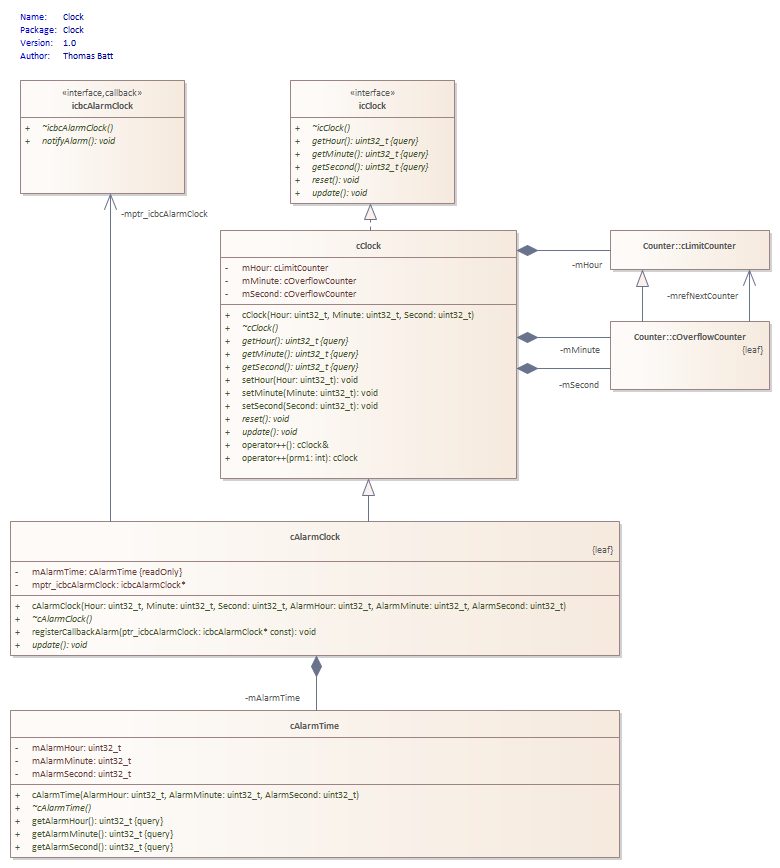 Name: Clock
Package: Clock
Version: 1.0
Author: Thomas Batt
«interface,callback»
icbcAlarmClock
+ ~icbcAlarmClock()
+ notifyAlarm(): void
«interface»
icClock
+ ~icClock()
+ getHour(): uint32_t {query}
+ getMinute(): uint32_t {query}
+ getSecond(): uint32_t {query}
+ reset(): void
+ update(): void
-mptr_icbcAlarmClock
cClock
- mHour: cLimitCounter
- mMinute: cOverflowCounter
- mSecond: cOverflowCounter
+ cClock(Hour: uint32_t, Minute: uint32_t, Second: uint32_t)
+ ~cClock()
+ getHour(): uint32_t {query}
+ getMinute(): uint32_t {query}
+ getSecond(): uint32_t {query}
+ setHour(Hour: uint32_t): void
+ setMinute(Minute: uint32_t): void
+ setSecond(Second: uint32_t): void
+ reset(): void
+ update(): void
+ operator++(): cClock&
+ operator++(prm1: int): cClock
Counter::cLimitCounter
-mHour
-mrefNextCounter
Counter::cOverflowCounter
{leaf}
-mMinute
-mSecond
cAlarmClock
{leaf}
- mAlarmTime: cAlarmTime {readOnly}
- mptr_icbcAlarmClock: icbcAlarmClock*
+ cAlarmClock(Hour: uint32_t, Minute: uint32_t, Second: uint32_t, AlarmHour: uint32_t, AlarmMinute: uint32_t, AlarmSecond: uint32_t)
+ ~cAlarmClock()
+ registerCallbackAlarm(ptr_icbcAlarmClock: icbcAlarmClock* const): void
+ update(): void
-mAlarmTime
cAlarmTime
- mAlarmHour: uint32_t
- mAlarmMinute: uint32_t
- mAlarmSecond: uint32_t
+ cAlarmTime(AlarmHour: uint32_t, AlarmMinute: uint32_t, AlarmSecond: uint32_t)
+ ~cAlarmTime()
+ getAlarmHour(): uint32_t {query}
+ getAlarmMinute(): uint32_t {query}
+ getAlarmSecond(): uint32_t {query}